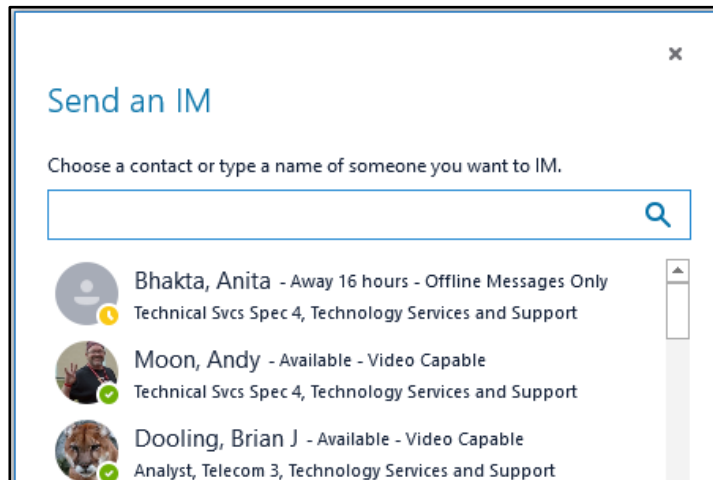 Send an IM
Choose a contact or type a name of someone you want to IM.
Bhakta, Anita - Away 16 hours - Offline Messages Only
Technical Svcs Spec 4, Technology Services and Support
Moon, Andy - Available - Video Capable
Technical Svcs Spec 4, Technology Services and Support
Dooling, Brian J - Available - Video Capable
Analyst, Telecom 3, Technology Services and Support